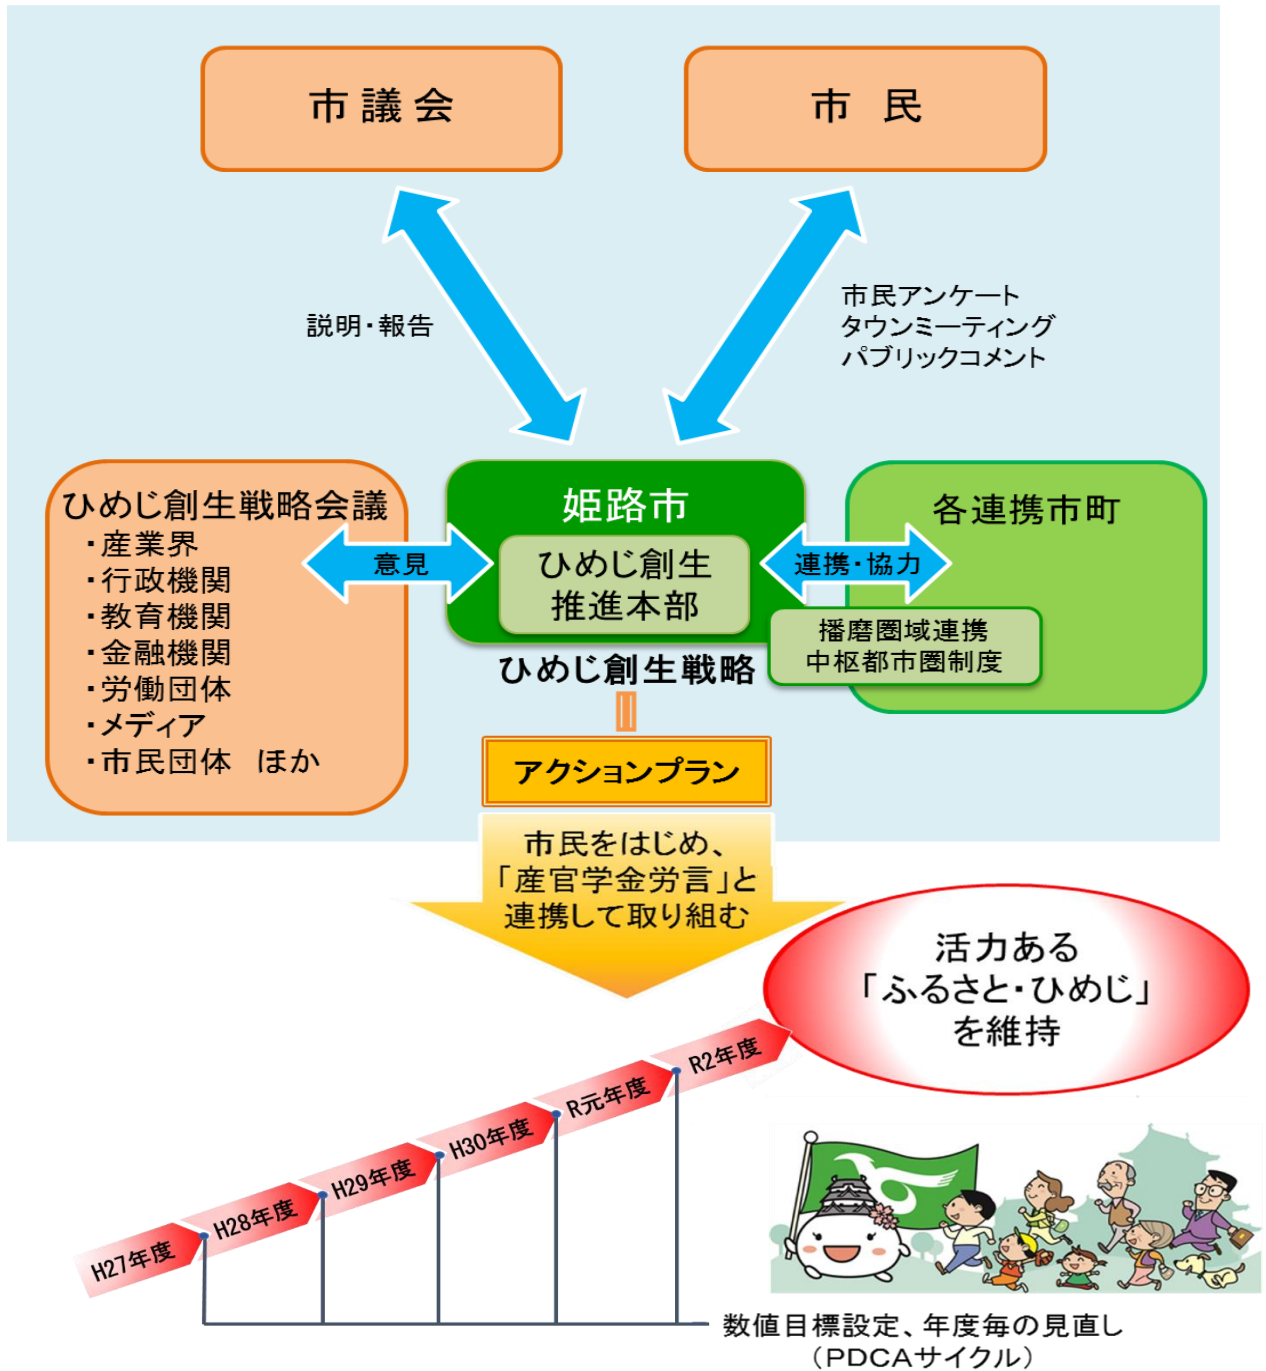 市議会
市 民
説明・報告
市民アンケート
タウンミーティング
パブリックコメント
ひめじ創生戦略会議
・産業界
・行政機関
・教育機関
・金融機関
・労働団体
・メディア
・市民団体 ほか
意見
姫路市
ひめじ創生
推進本部
連携・協力
各連携市町
播磨圏域連携
中枢都市圏制度
ひめじ創生戦略
アクションプラン
市民をはじめ、
「産官学金労言」と
連携して取り組む
活力ある
「ふるさと・ひめじ」
を維持
H27年度
H28年度
H29年度
H30年度
R元年度
R2年度
数値目標設定、年度毎の見直し
（PDCAサイクル）